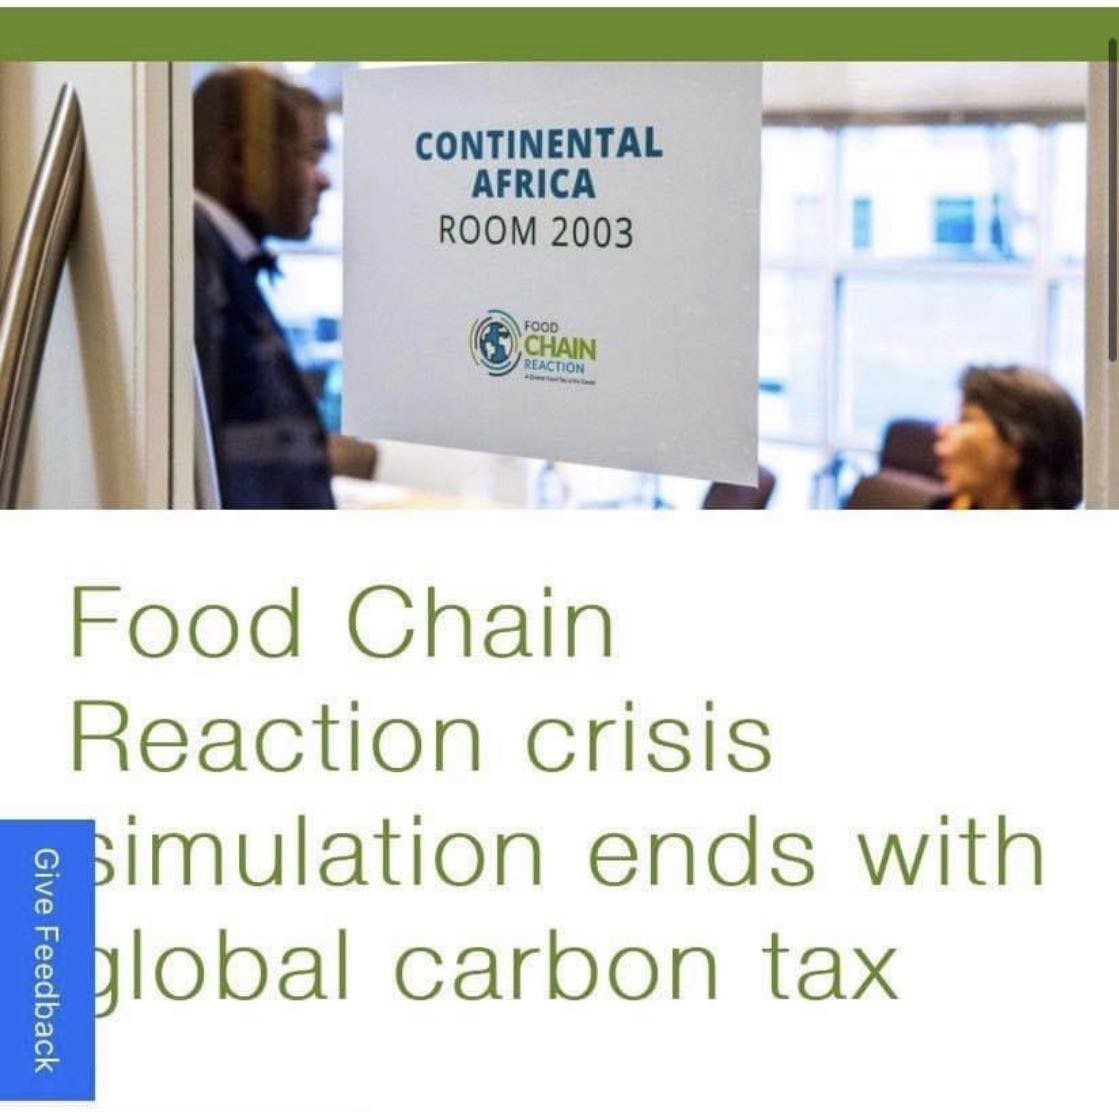 CONTINENTAL
AFRICA
ROOM 2003
FOOD
CHAIN
REACTION
Food Chain
Reaction crisis
simulation ends with
global carbon tax
Give Feedback